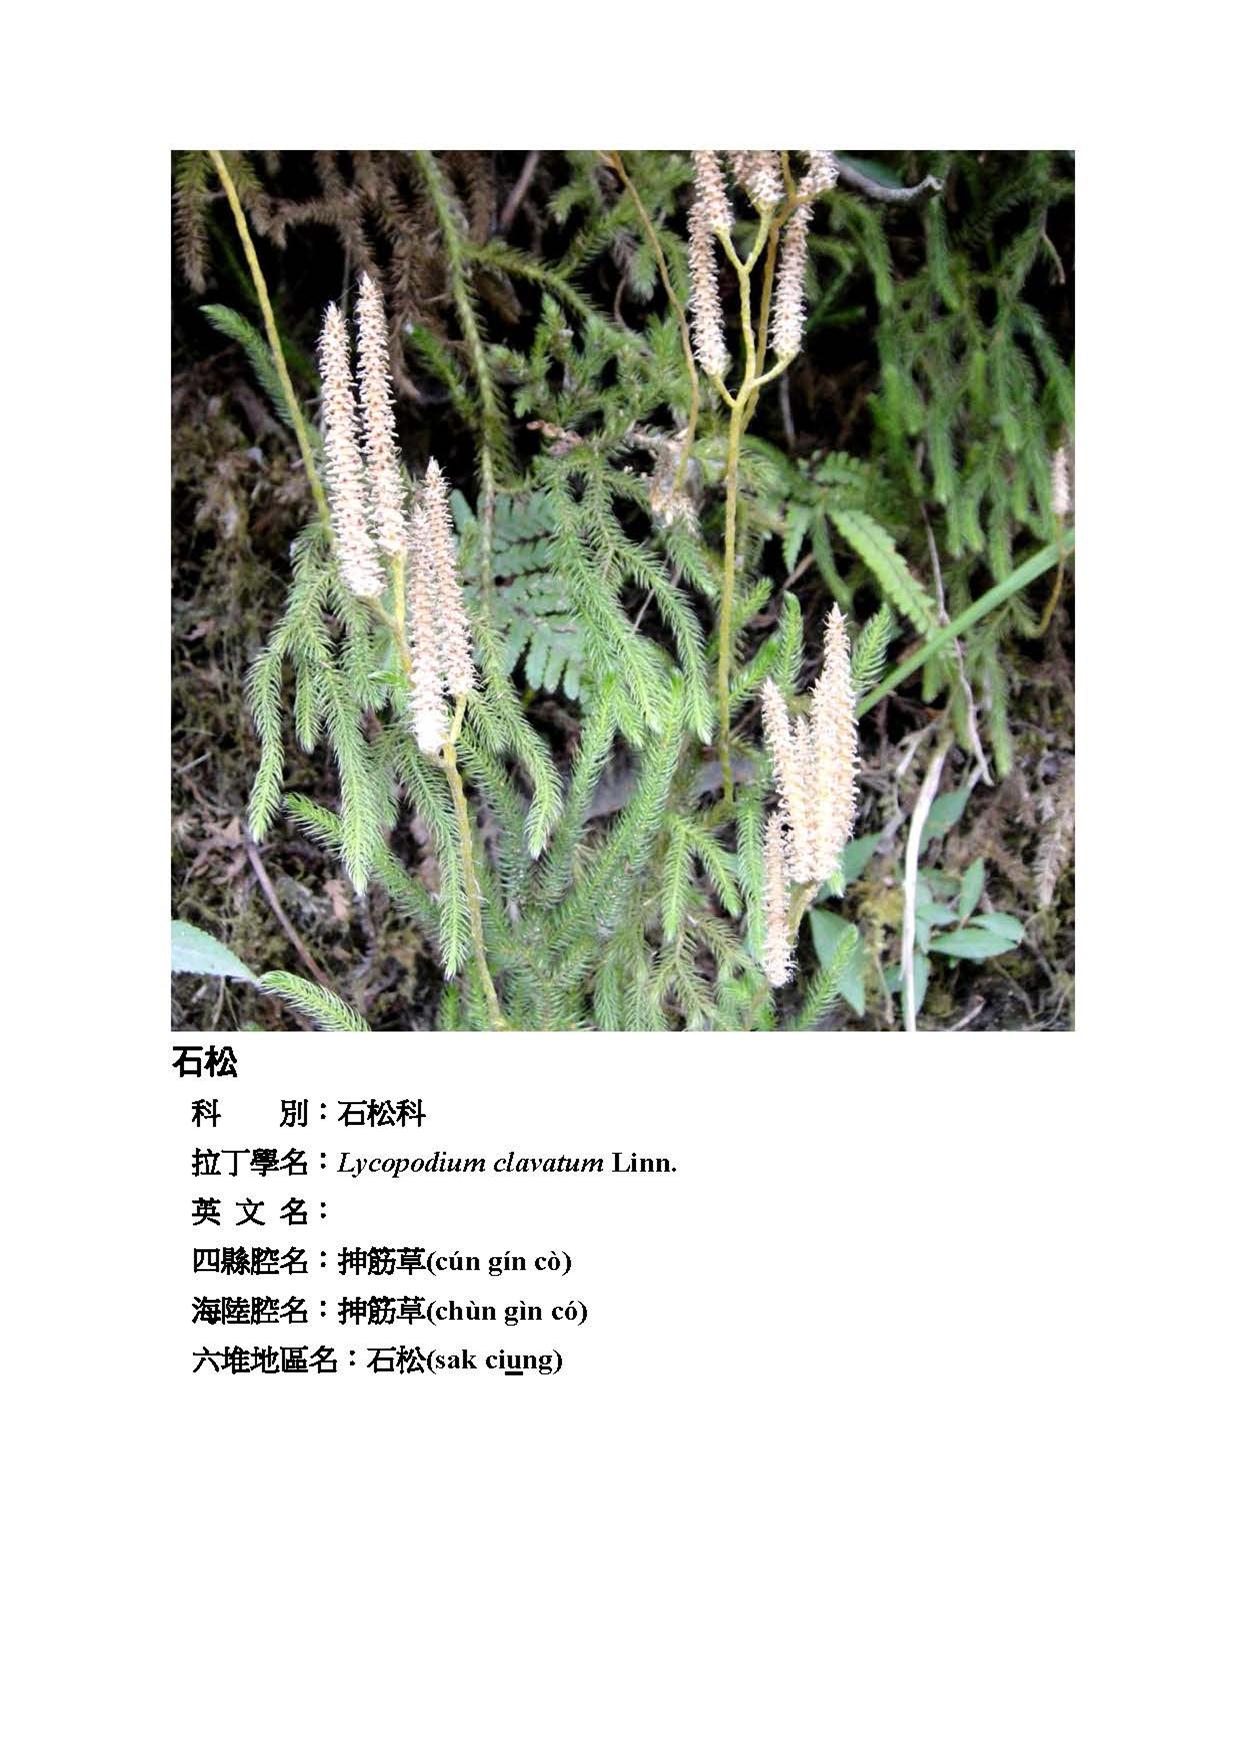 石松
科　　別：石松科
拉丁學名：Lycopodium clavatum Linn.
英 文 名：
四縣腔名：抻筋草(cún gín cò)
海陸腔名：抻筋草(chùn gìn có)
六堆地區名：石松(sak ciung)